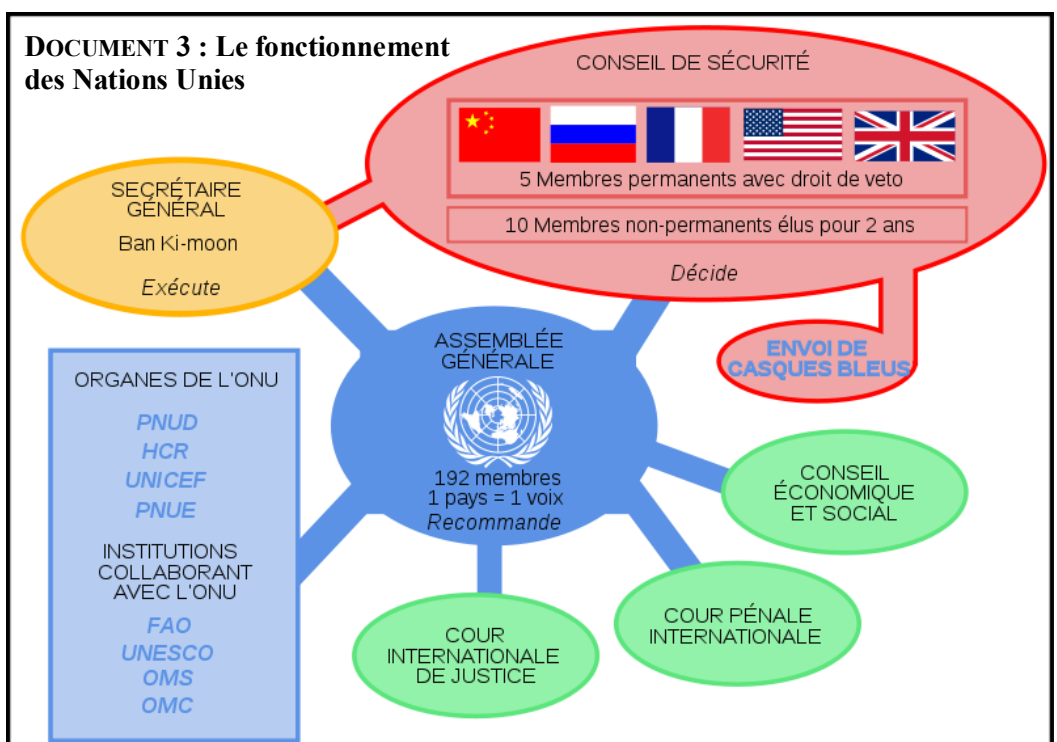 DOCUMENT 3 : Le fonctionnement
des Nations Unies
CONSEIL DE SÉCURITÉ
5 Membres permanents avec droit de veto
10 Membres non-permanents élus pour 2 ans
Décide
SECRÉTAIRE
GÉNÉRAL
Ban Ki-moon
Exécute
ENVOI DE
CASQUES BLEUS
ASSEMBLÉE
GÉNÉRALE
192 membres
1 pays = 1 voix
Recommande
ORGANES DE L'ONU
PNUD
HCR
UNICEF
PNUE
INSTITUTIONS
COLLABORANT
AVEC L'ONU
FAO
UNESCO
OMS
OMC
CONSEIL
ÉCONOMIQUE
ET SOCIAL
COUR PÉNALE
INTERNATIONALE
COUR
INTERNATIONALE
DE JUSTICE